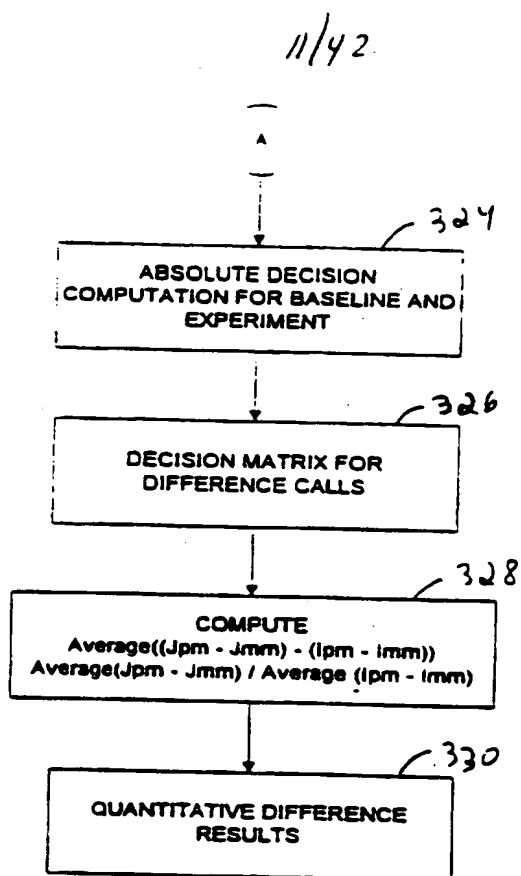 11/42
A
324
ABSOLUTE DECISION
COMPUTATION FOR BASELINE AND
EXPERIMENT
326
DECISION MATRIX FOR
DIFFERENCE CALLS
328
COMPUTE
Average((Jpm - Jmm) - (Ipm - Imm))
Average(Jpm - Jmm) / Average (Ipm - Imm)
330
QUANTITATIVE DIFFERENCE
RESULTS